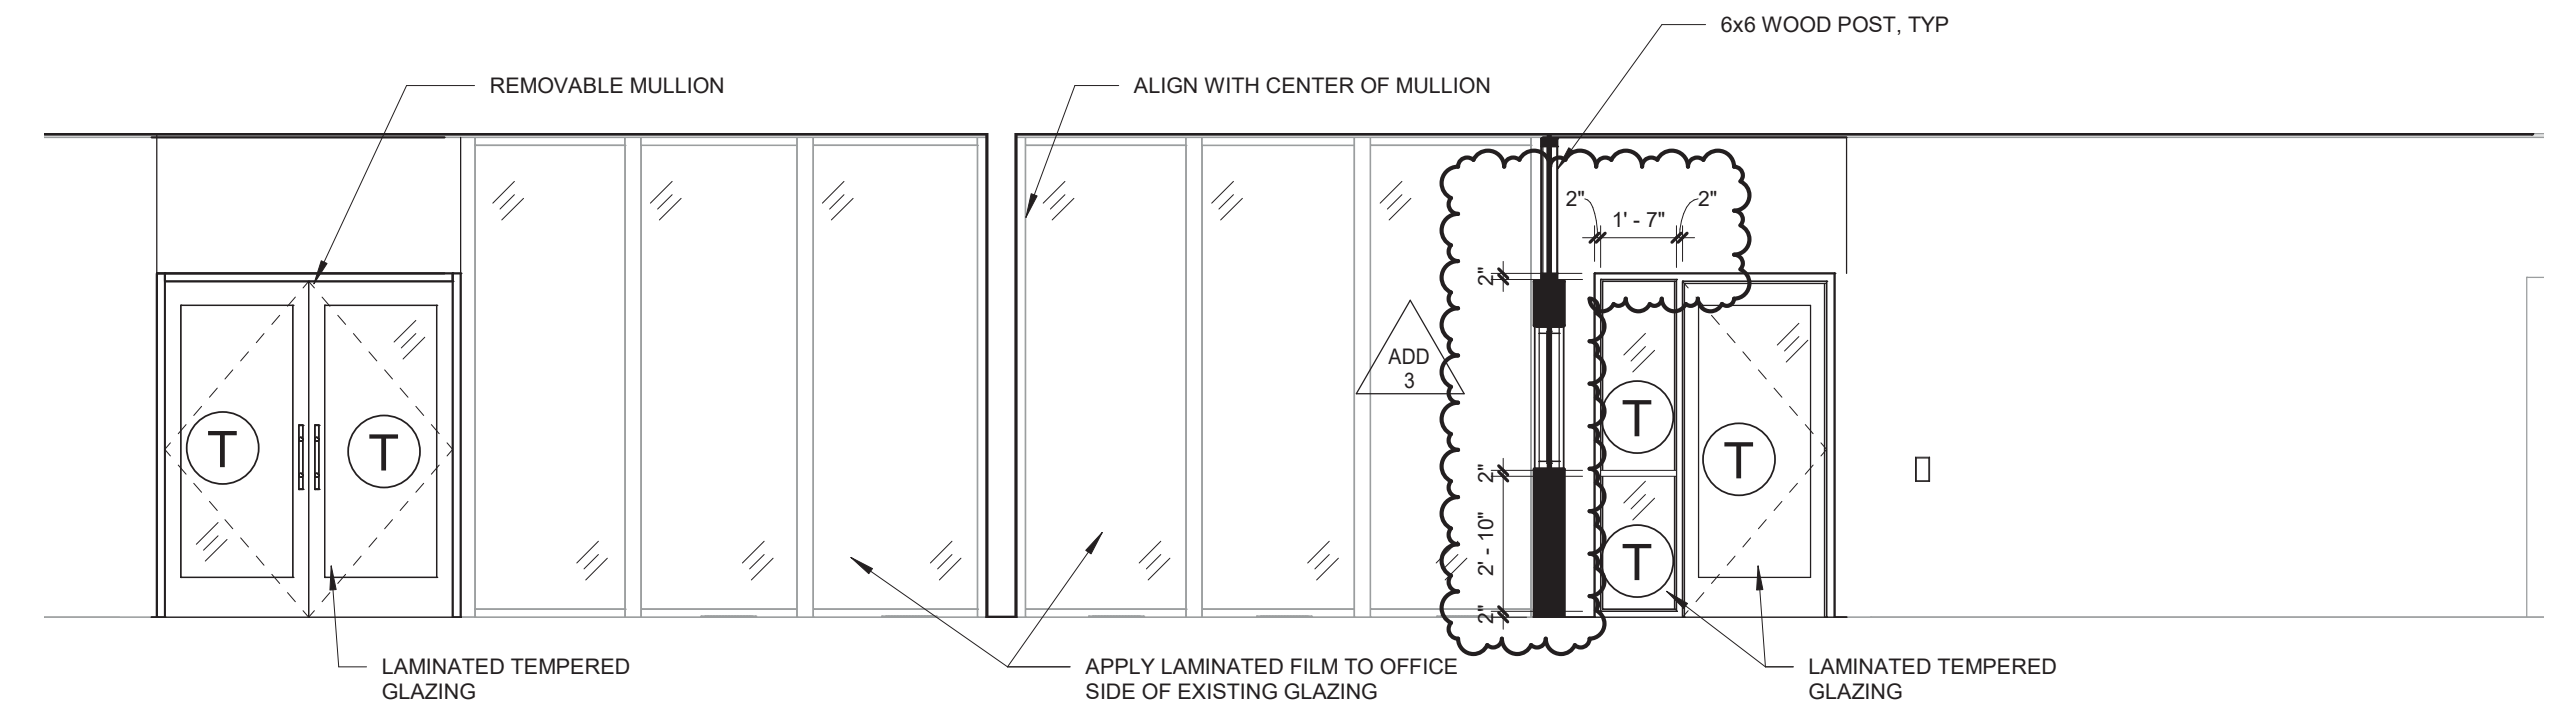 6x6 WOOD POST, TYP
REMOVABLE MULLION
ALIGN WITH CENTER OF MULLION
2"
2"
1' - 7"
2"
ADD
3
T
T
T
T
2"
2' - 10"
T
2"
LAMINATED TEMPERED
GLAZING
APPLY LAMINATED FILM TO OFFICE
SIDE OF EXISTING GLAZING
LAMINATED TEMPERED
GLAZING